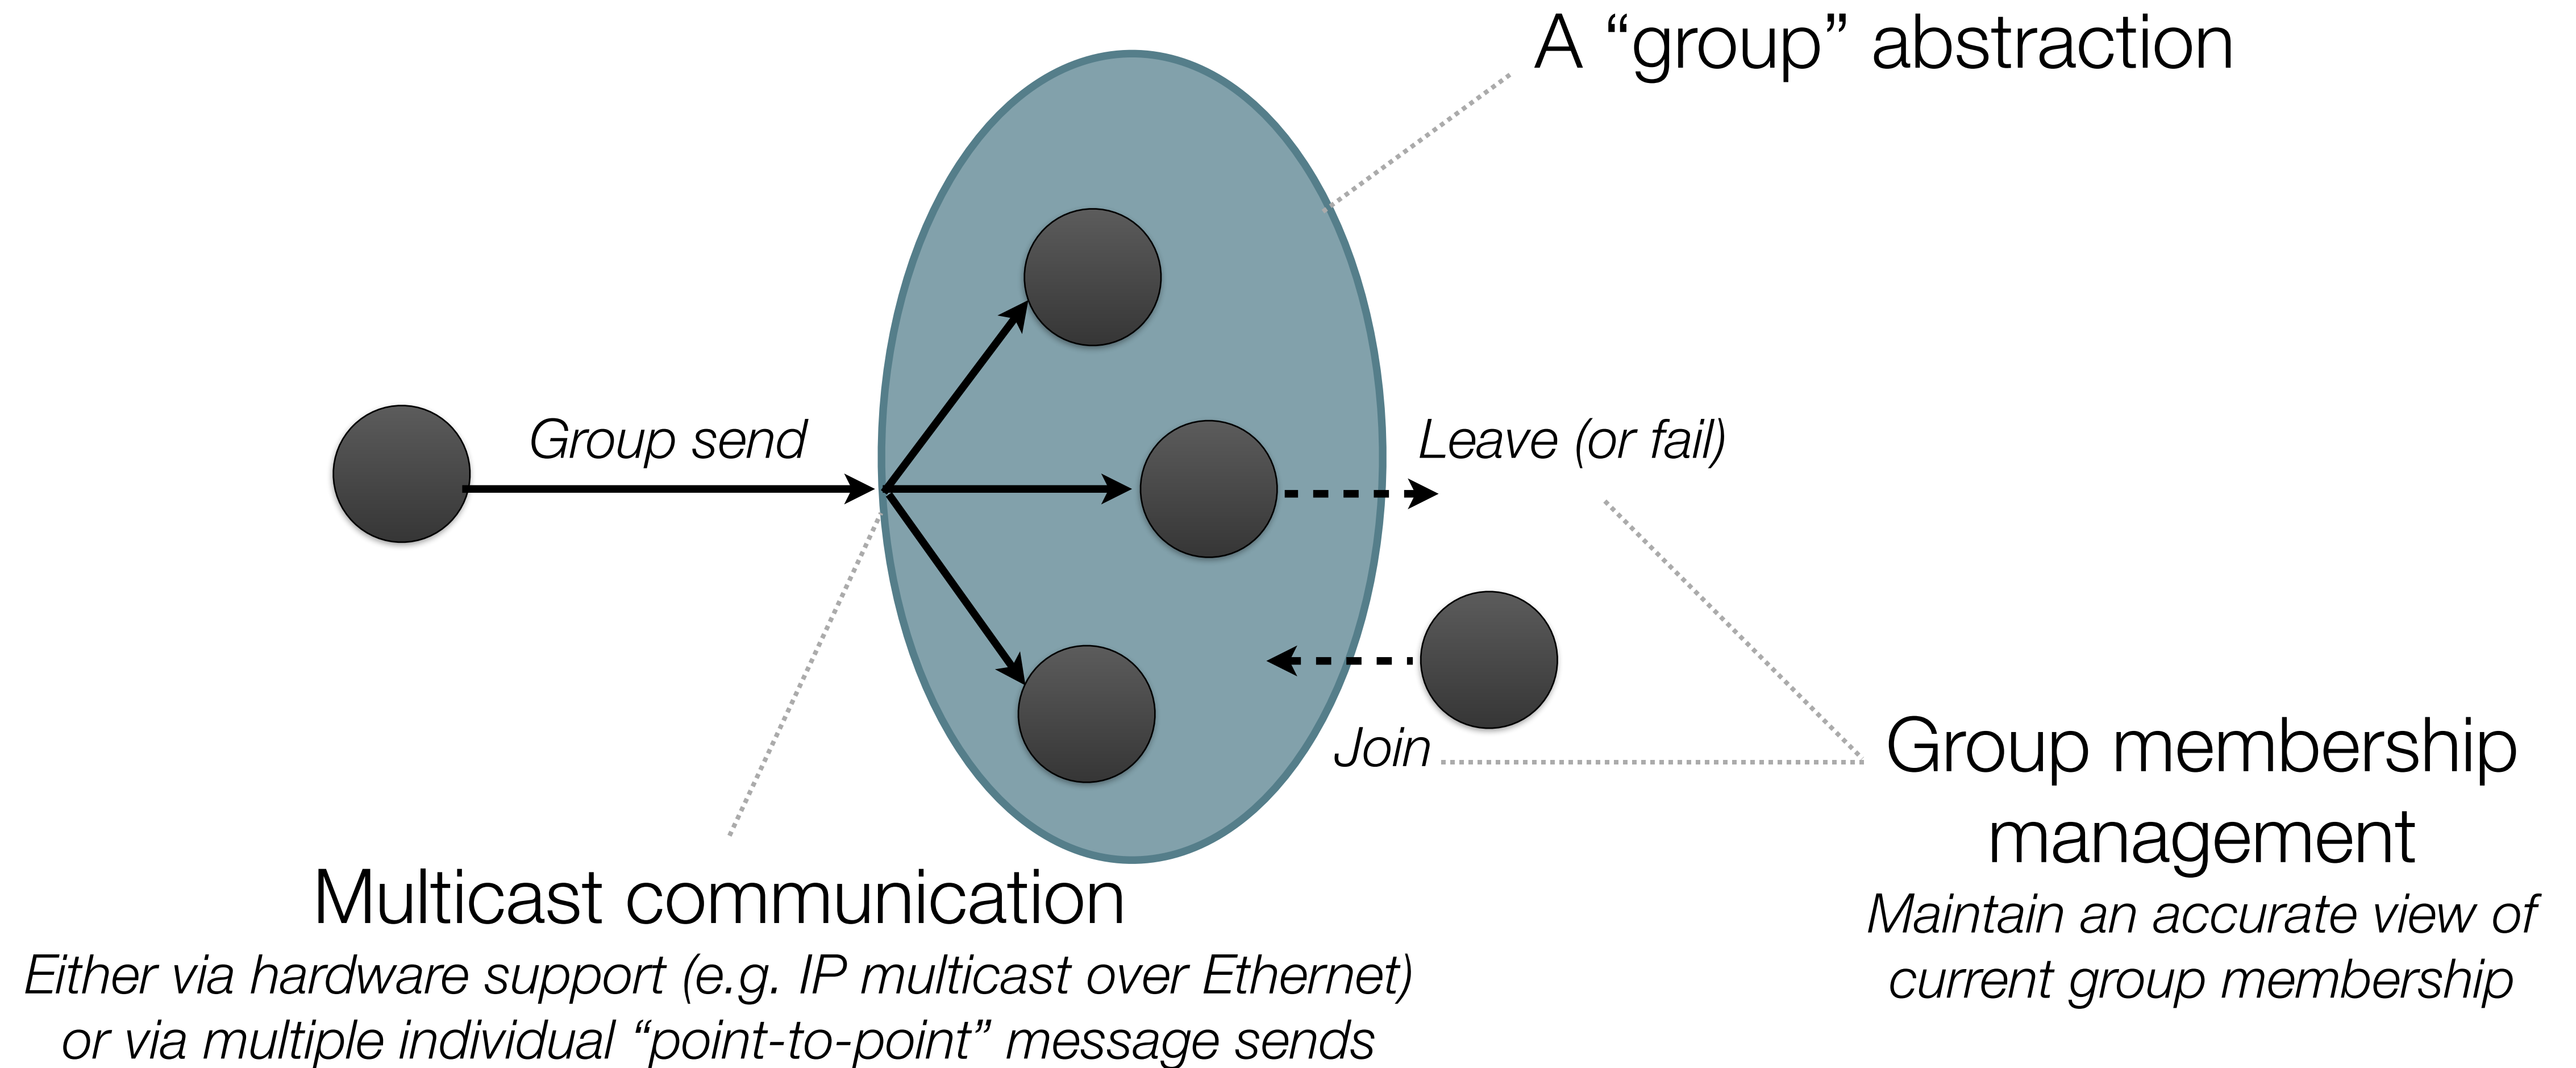 A “group” abstraction
Group send
Leave (or fail)
Join
Group membership
management
Maintain an accurate view of
current group membership
Multicast communication
Either via hardware support (e.g. IP multicast over Ethernet)
or via multiple individual “point-to-point” message sends